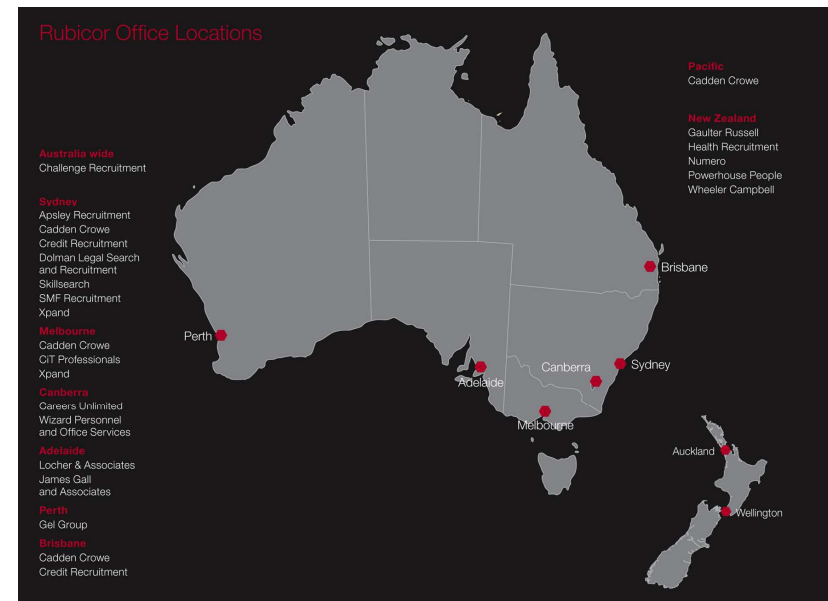 Rubicor Office Locations
Australia wide
Challenge Recruitment
Sydney
Apsley Recruitment
Cadden Crowe
Credit Recruitment
Dolman Legal Search
and Recruitment
Skillsearch
SMF Recruitment
Xpand
Melbourne
Cadden Crowe
CiT Professionals
Xpand
Canberra
Careers Unlimited
Wizard Personnel
and Office Services
Adelaide
Locher & Associates
James Gall
and Associates
Perth
Gel Group
Brisbane
Cadden Crowe
Credit Recruitment
Pacific
Cadden Crowe
New Zealand
Gaulter Russell
Health Recruitment
Numero
Powerhouse People
Wheeler Campbell
Brisbane
Perth
Sydney
Canberra
Adelaide
Melbourne
Auckland
Wellington